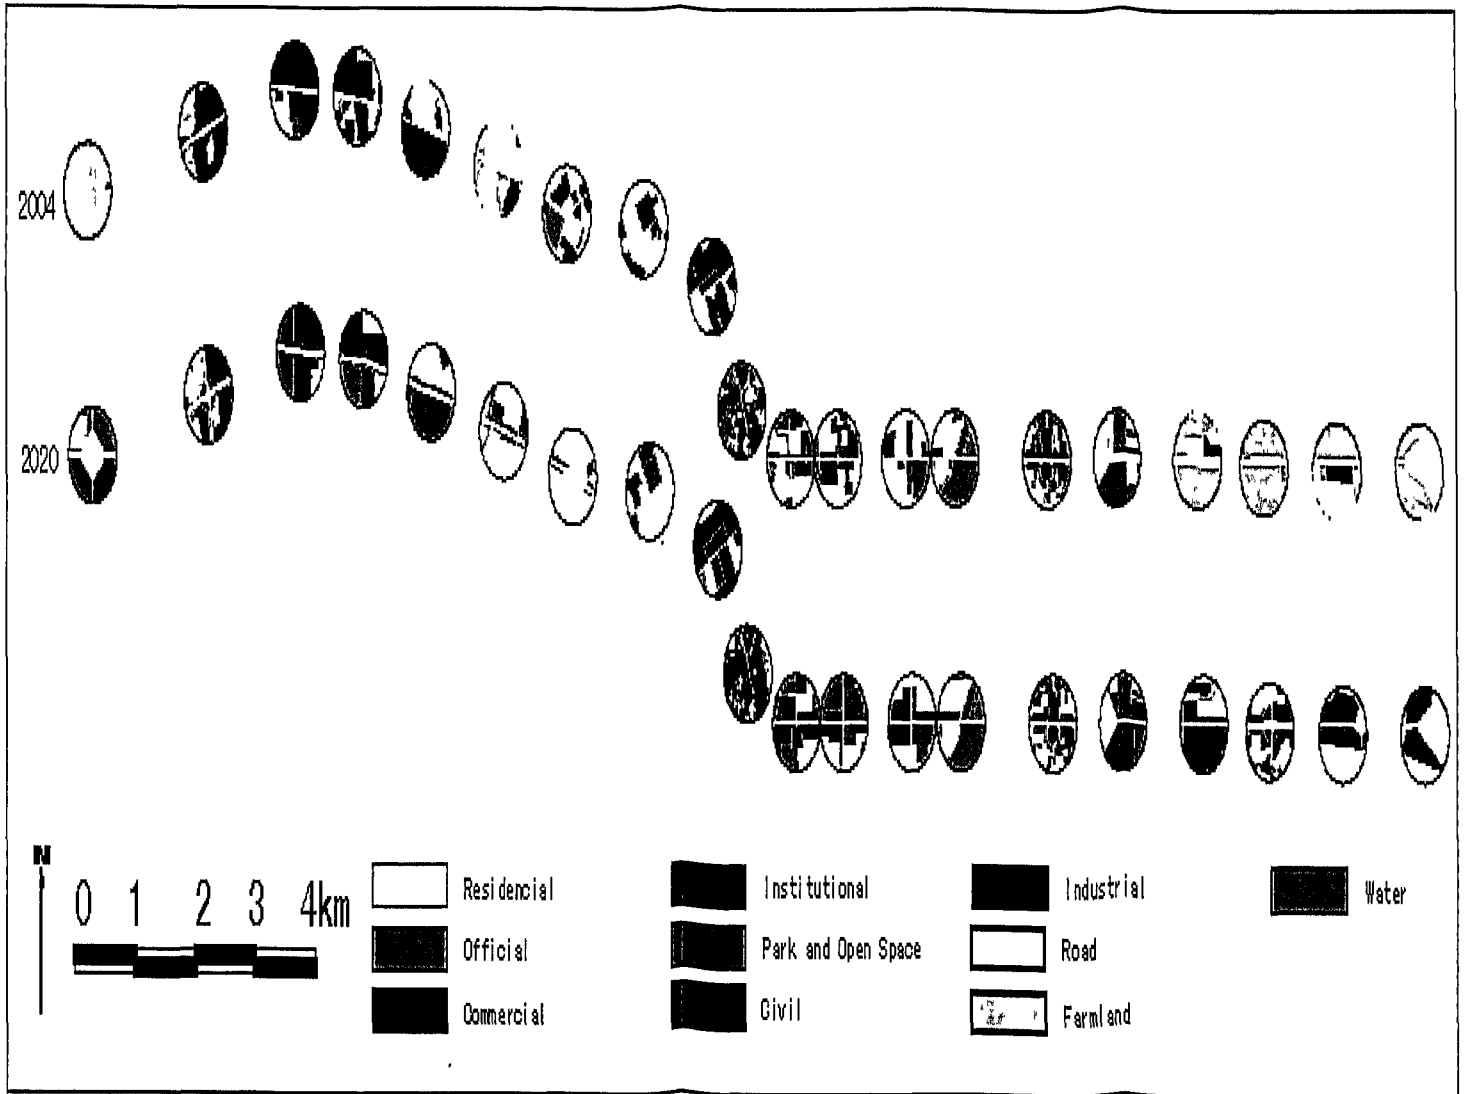 2004
2020
N
0 1 2 3 4km
Residencial
Official
Commercial
Institutional
Park and Open Space
Civil
Industrial
Road
Farmland
Water